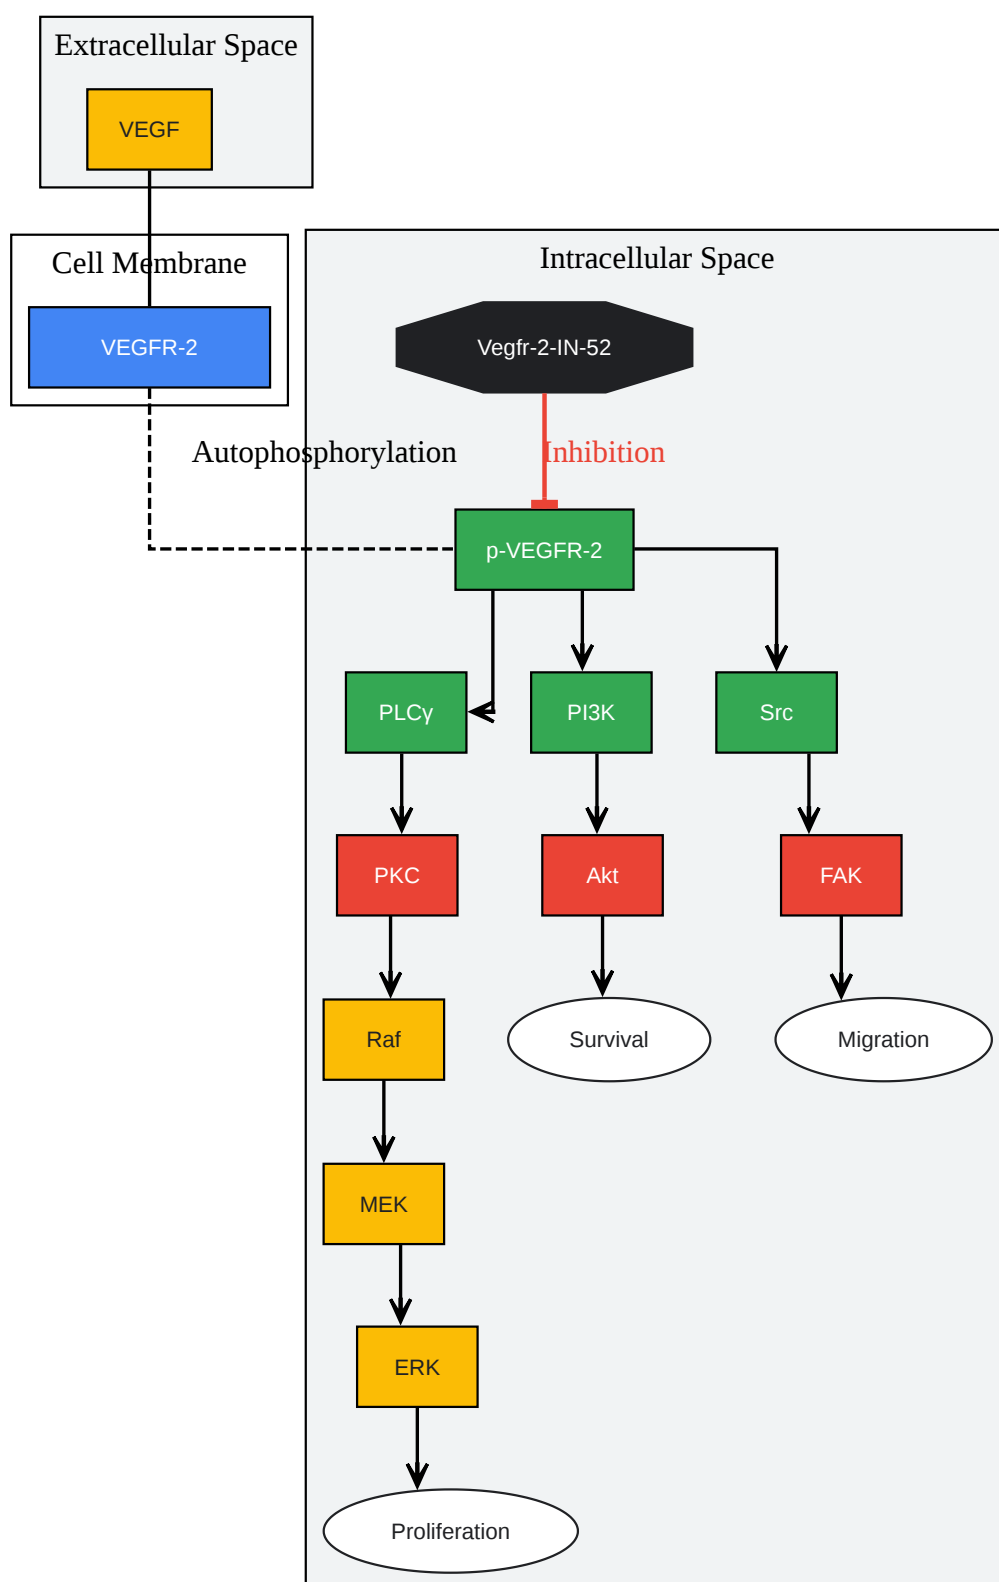 Extracellular Space
VEGF
Cell Membrane
VEGFR-2
Intracellular Space
Vegfr-2-IN-52
Autophosphorylation
Inhibition
p-VEGFR-2
PLCγ
PI3K
Src
PKC
Akt
FAK
Raf
Survival
Migration
MEK
ERK
Proliferation